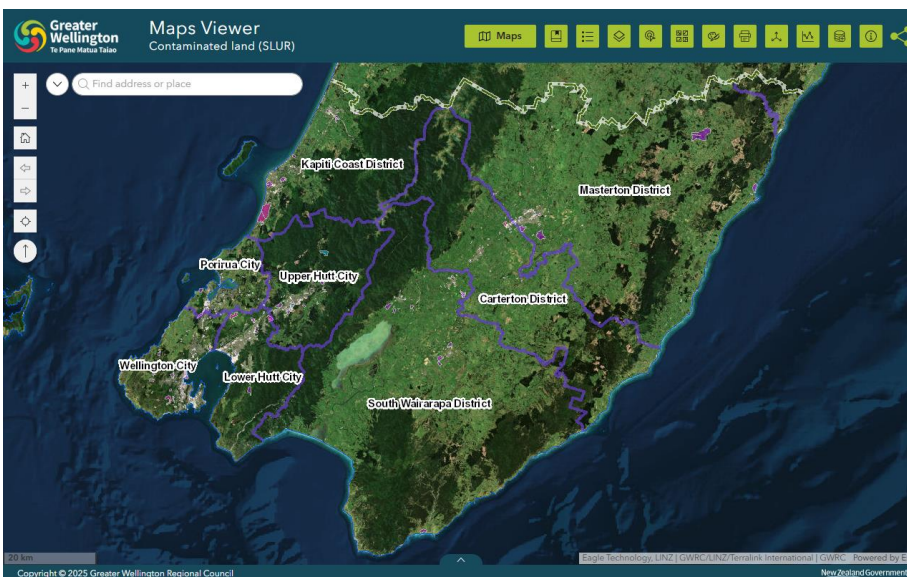 Greater
Wellington
Te Pane Matua Taiao
Maps Viewer
Contaminated land (SLUR)
Maps
Find address or place
Kapiti Coast District
Masterton District
Porirua City
Upper Hutt City
Carterton District
Wellington City
Lower Hutt City
South Wairarapa District
20 km
Eagle Technology, LINZ | GWRC/LINZ/Terralink International | GWRC Powered by E
Copyright © 2025 Greater Wellington Regional Council
New Zealand Government